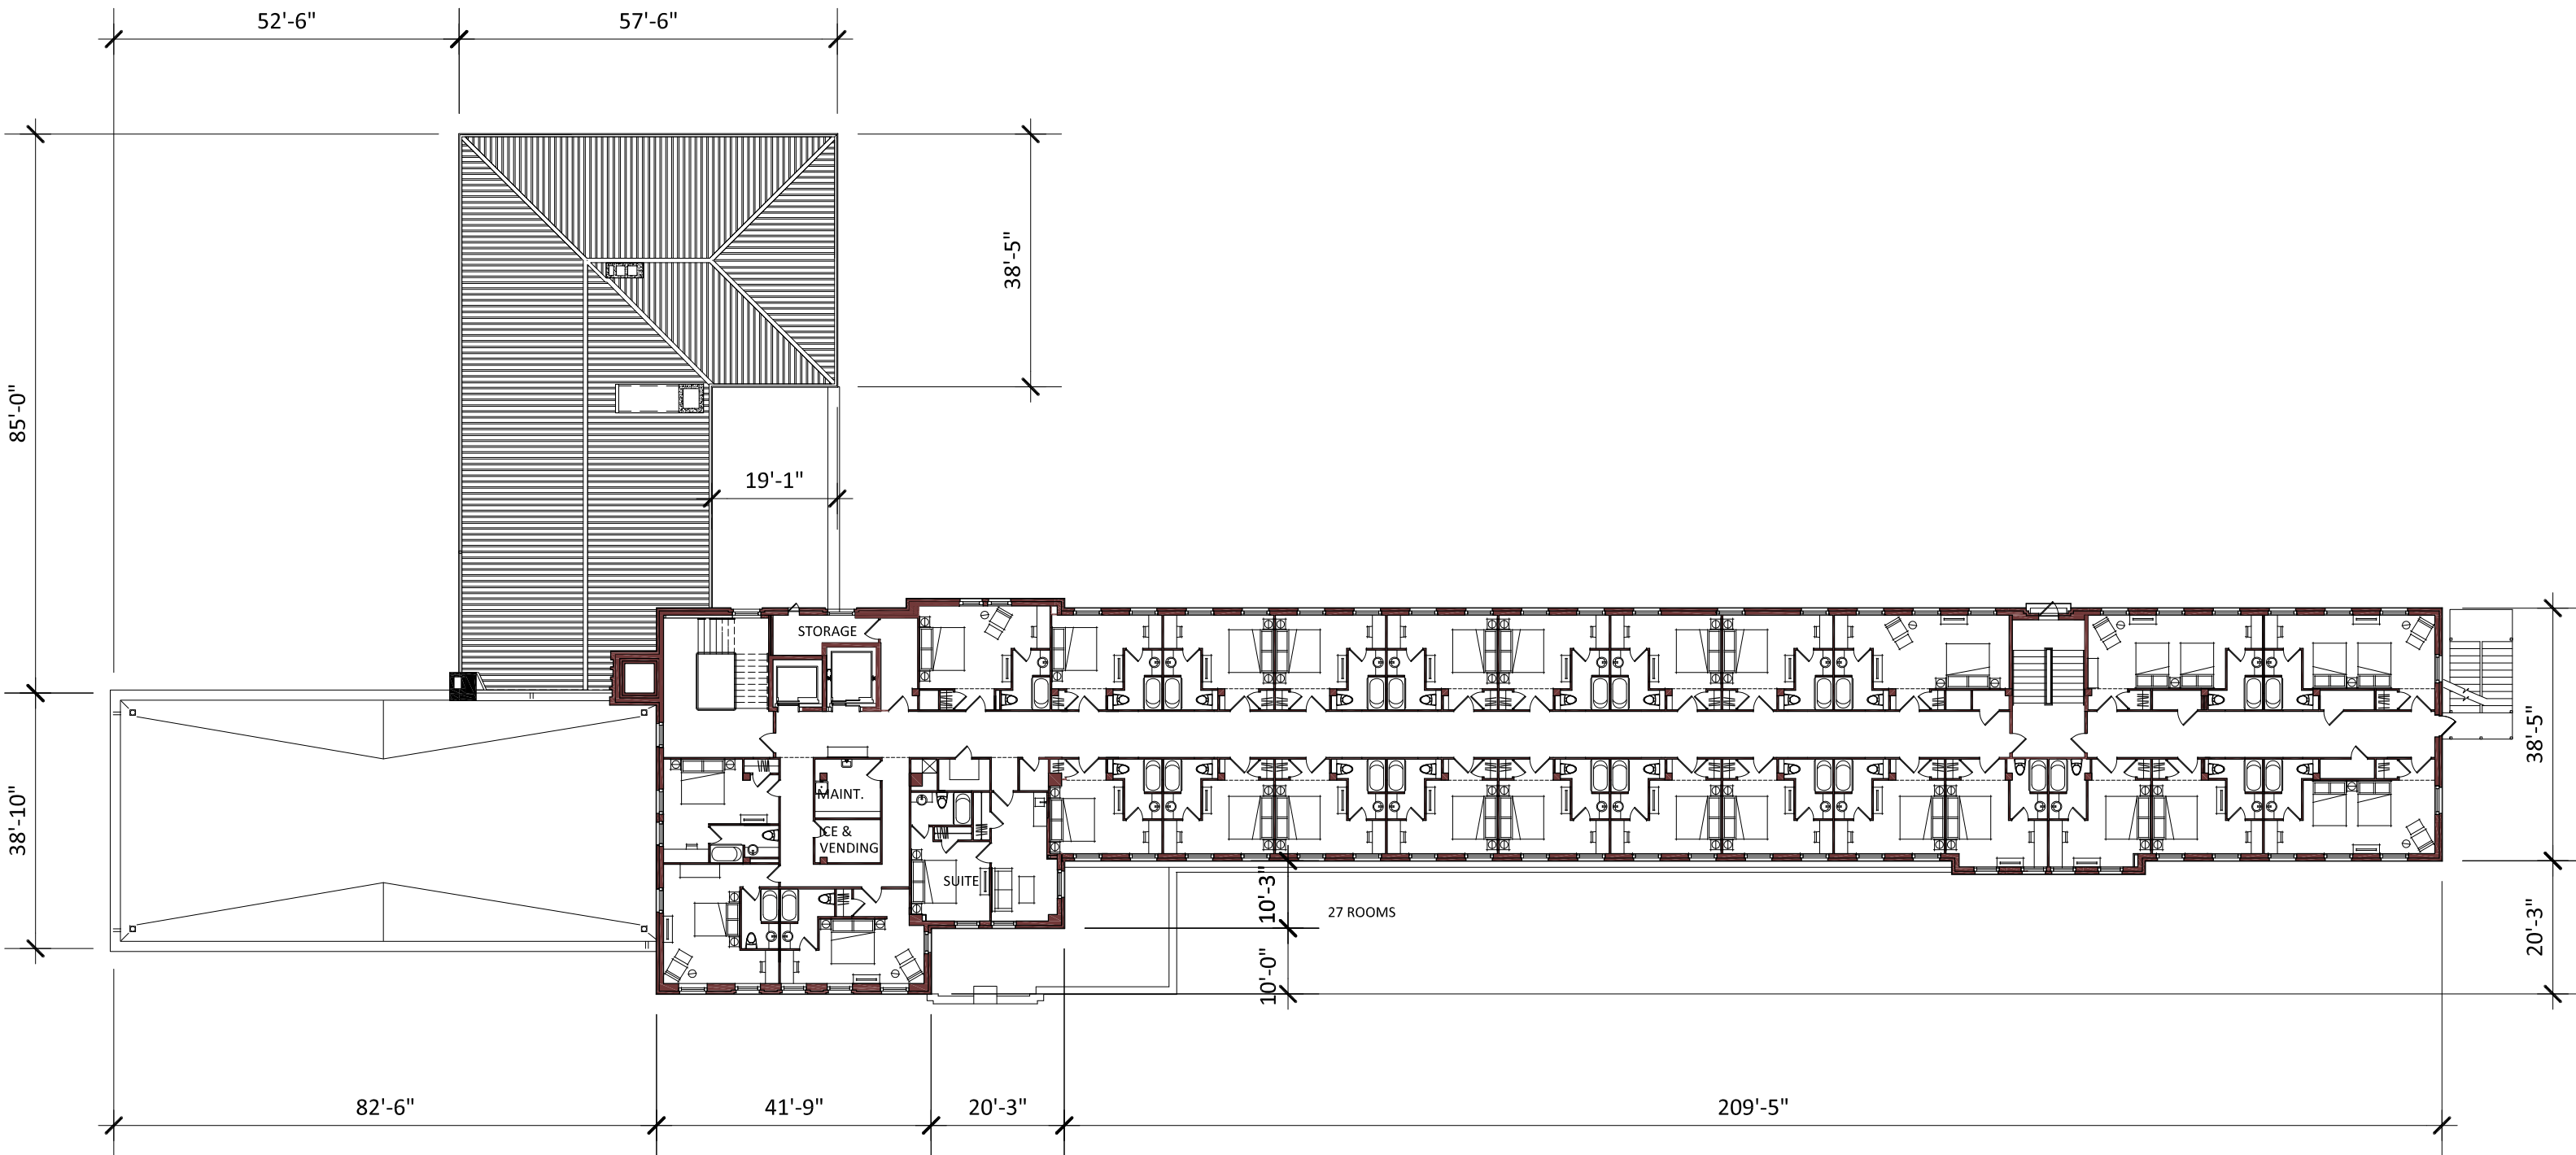 52'-6"
57'-6"
38'-5"
85'-0"
19'-1"
STORAGE
38'-5"
MAINT.
38'-10"
ICE &
VENDING
SUITE
10'-3"
27 ROOMS
20'-3"
10'-0"
82'-6"
41'-9"
20'-3"
209'-5"